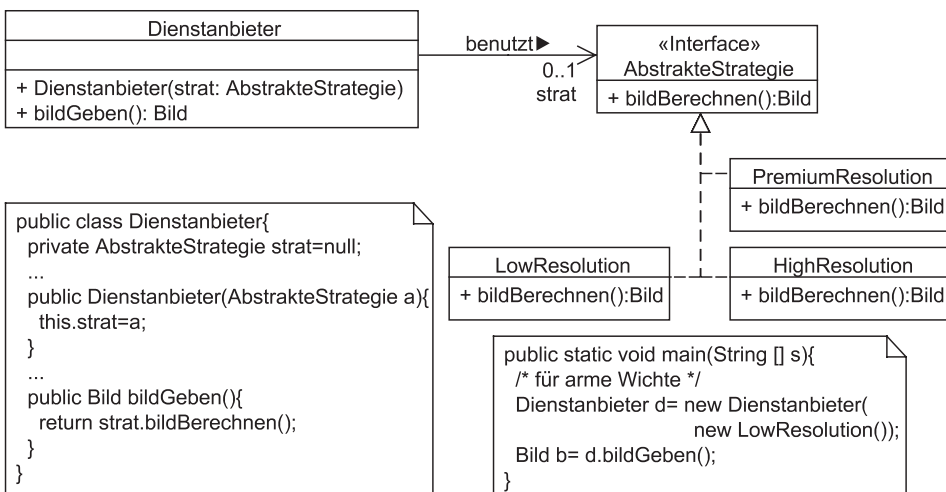 Dienstanbieter
+ Dienstanbieter(strat: AbstrakteStrategie)
+ bildGeben(): Bild
benutzt▶
0..1
strat
«Interface»
AbstrakteStrategie
+ bildBerechnen():Bild
PremiumResolution
+ bildBerechnen():Bild
LowResolution
+ bildBerechnen():Bild
HighResolution
+ bildBerechnen():Bild
public class Dienstanbieter{
private AbstrakteStrategie strat=null;
...
public Dienstanbieter(AbstrakteStrategie a){
this.strat=a;
}
...
public Bild bildGeben(){
return strat.bildBerechnen();
}
}
public static void main(String [] s){
/* für arme Wichte */
Dienstanbieter d= new Dienstanbieter(
new LowResolution());
Bild b= d.bildGeben();
}